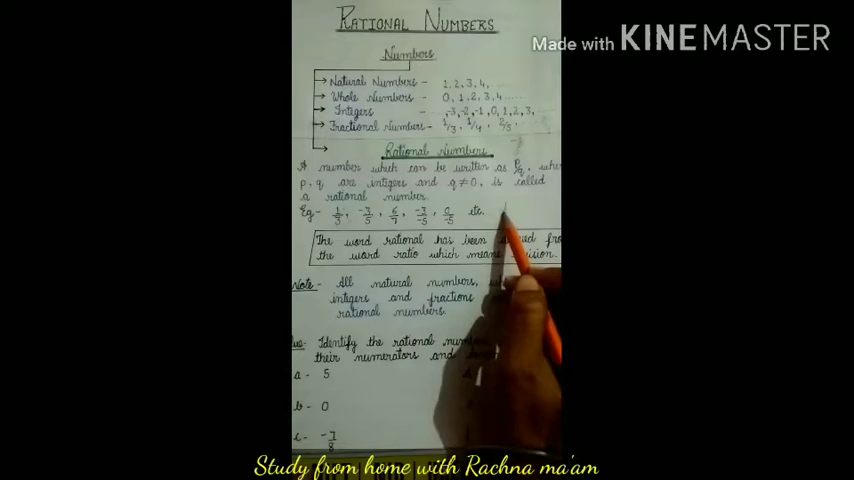 RATIONAL NUMBERS
Made with KINEMASTER
Numbers
Natural Numbers - 1, 2, 3, 4, ......
Whole Numbers - 0, 1, 2, 3, 4 ......
Integers - ...., -3, -2, -1, 0, 1, 2, 3,
Fractional Numbers - 1/3, 1/4, 2/5, ...
Rational Numbers
A number which can be written as p/q, where
p, q are integers and q ≠ 0, is called
a rational number.
Eg - 1/3, -3/5, 6/7, -3/-5, 0/-5 etc.
The word rational has been from
the word ratio which means
Note - All natural numbers,
integers and fractions
rational numbers.
Identify the rational
their numerators and
a - 5
b - 0
c - -7/8
Study from home with Rachna ma'am